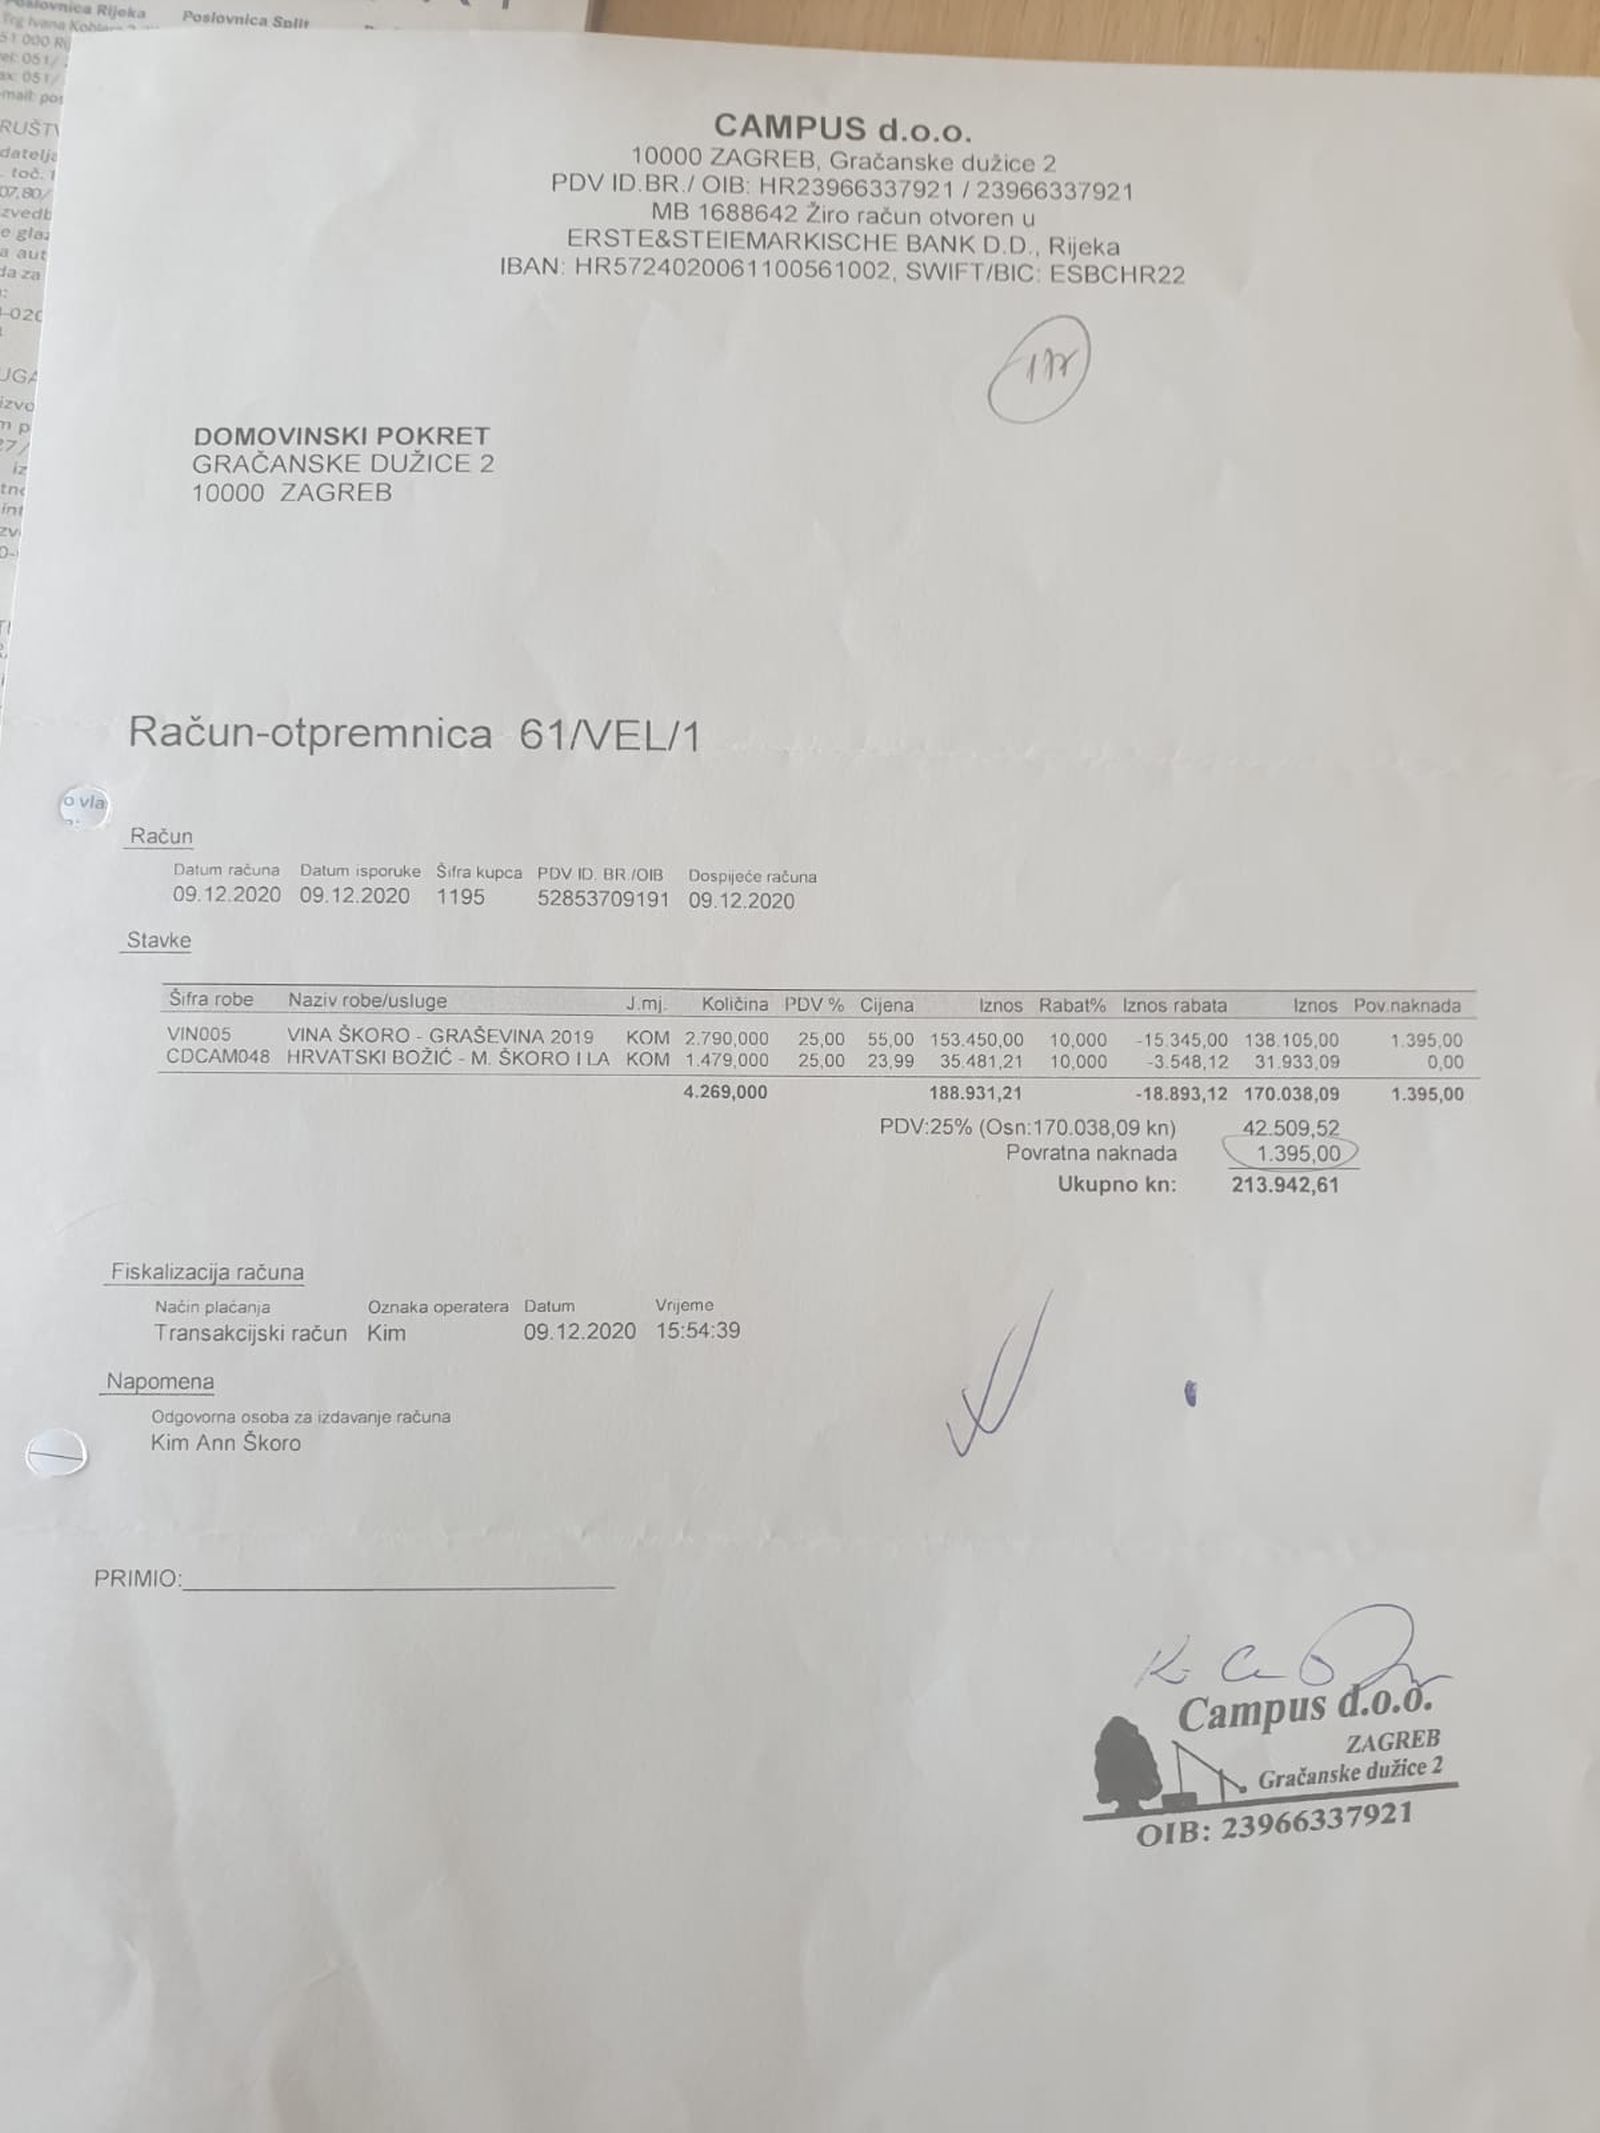 Poslovnica Rijeka
Poslovnica Split
51 000
CAMPUS d.o.o.
10000 ZAGREB, Gračanske dužice 2
PDV ID.BR./ OIB: HR23966337921 / 23966337921
MB 1688642 Žiro račun otvoren u
ERSTE&STEIEMARKISCHE BANK D.D., Rijeka
IBAN: HR5724020061100561002, SWIFT/BIC: ESBCHR22
DOMOVINSKI POKRET
GRAČANSKE DUŽICE 2
10000 ZAGREB
Račun-otpremnica 61/VEL/1
o vla
Račun
Datum računa Datum isporuke Šifra kupca PDV ID. BR./OIB Dospijeće računa
09.12.2020 09.12.2020 1195 52853709191 09.12.2020
Stavke
Šifra robe Naziv robe/usluge J.mj. Količina PDV % Cijena Iznos Rabat% Iznos rabata Iznos Pov.naknada
VIN005 VINA ŠKORO - GRAŠEVINA 2019 KOM 2.790,000 25,00 55,00 153.450,00 10,000 -15.345,00 138.105,00 1.395,00
CDCAM048 HRVATSKI BOŽIĆ - M. ŠKORO I LA KOM 1.479,000 25,00 23,99 35.481,21 10,000 -3.548,12 31.933,09 0,00
4.269,000 188.931,21 -18.893,12 170.038,09 1.395,00
PDV:25% (Osn:170.038,09 kn) 42.509,52
Povratna naknada 1.395,00
Ukupno kn: 213.942,61
Fiskalizacija računa
Način plaćanja Oznaka operatera Datum Vrijeme
Transakcijski račun Kim 09.12.2020 15:54:39
Napomena
Odgovorna osoba za izdavanje računa
Kim Ann Škoro
PRIMIO:
Campus d.o.o.
ZAGREB
Gračanske dužice 2
OIB: 23966337921